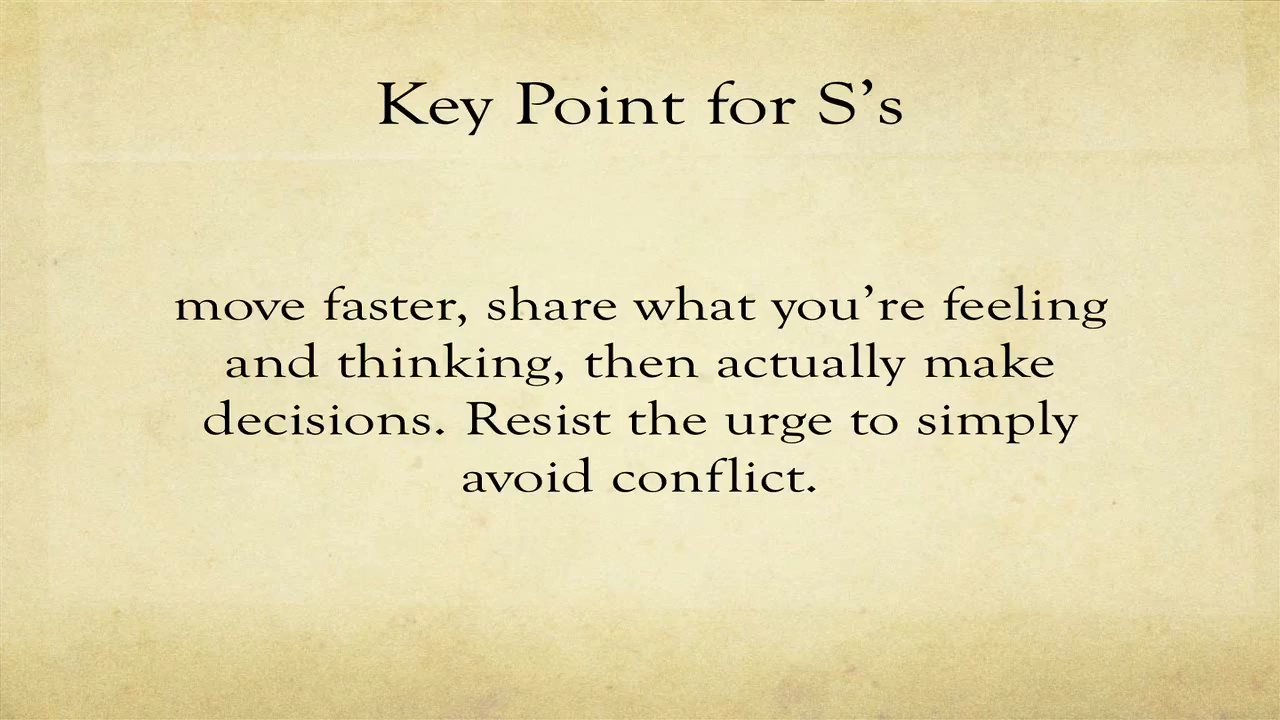 Key Point for S’s
move faster, share what you’re feeling
and thinking, then actually make
decisions. Resist the urge to simply
avoid conflict.